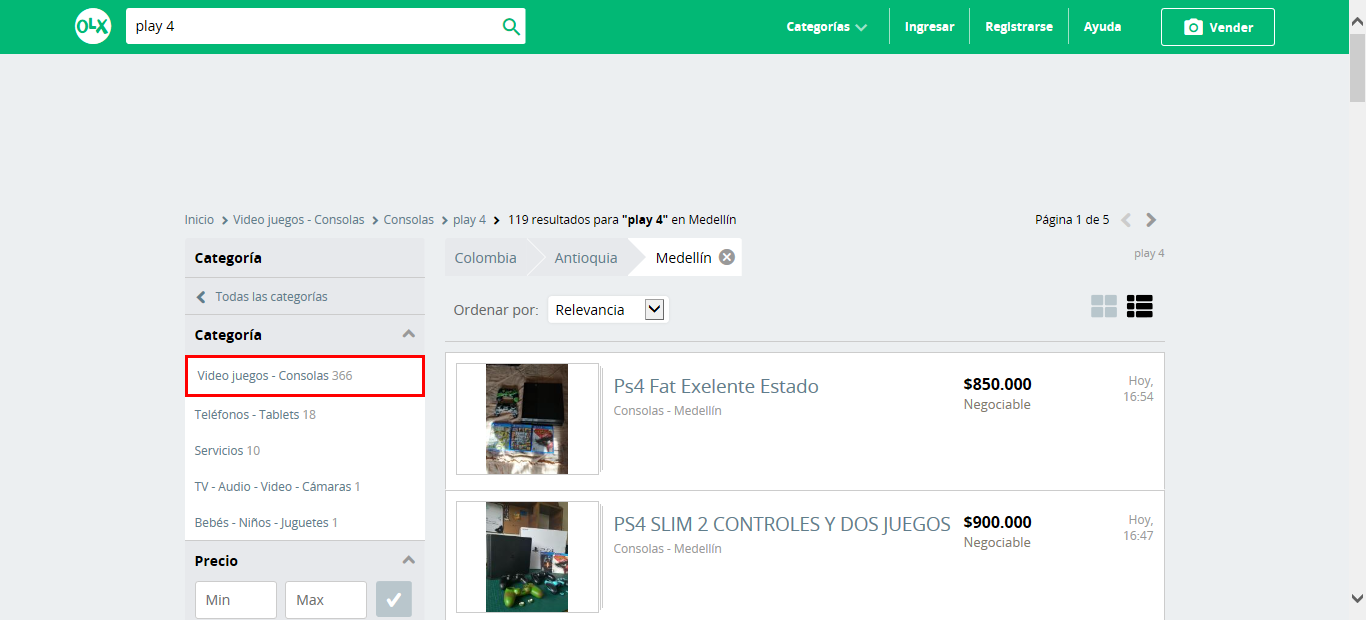 OLX
play 4
Categorías
Ingresar
Registrarse
Ayuda
Vender
Inicio > Video juegos - Consolas > Consolas > play 4 > 119 resultados para "play 4" en Medellín
Página 1 de 5
Categoría
Todas las categorías
Categoría
Video juegos - Consolas 366
Teléfonos - Tablets 18
Servicios 10
TV - Audio - Video - Cámaras 1
Bebés - Niños - Juguetes 1
Precio
Min
Max
Colombia
Antioquia
Medellín
play 4
Ordenar por:
Relevancia
Ps4 Fat Exelente Estado
Consolas - Medellín
$850.000
Negociable
Hoy,
16:54
PS4 SLIM 2 CONTROLES Y DOS JUEGOS
Consolas - Medellín
$900.000
Negociable
Hoy,
16:47